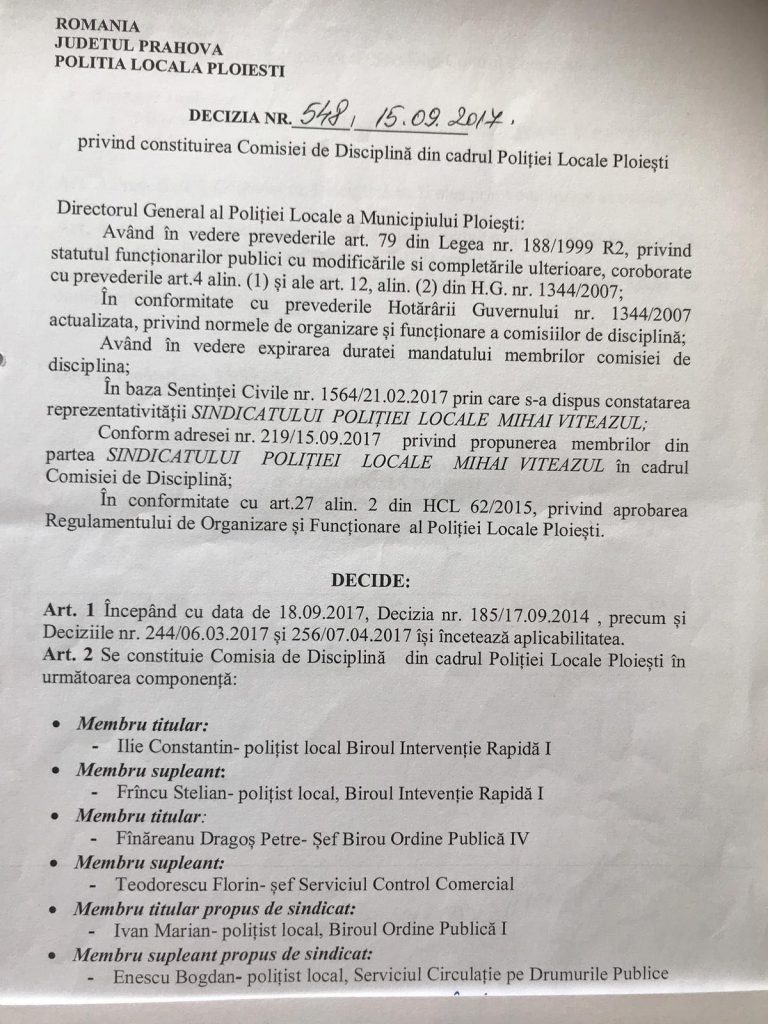 ROMANIA
JUDETUL PRAHOVA
POLITIA LOCALA PLOIESTI
DECIZIA NR. 548, 15.09.2017.
privind constituirea Comisiei de Disciplină din cadrul Poliției Locale Ploiești
Directorul General al Poliției Locale a Municipiului Ploiești:
Având în vedere prevederile art. 79 din Legea nr. 188/1999 R2, privind
statutul funcționarilor publici cu modificările si completările ulterioare, coroborate
cu prevederile art.4 alin. (1) și ale art. 12, alin. (2) din H.G. nr. 1344/2007;
În conformitate cu prevederile Hotărârii Guvernului nr. 1344/2007
actualizata, privind normele de organizare și funcționare a comisiilor de disciplină;
Având în vedere expirarea duratei mandatului membrilor comisiei de
disciplina;
În baza Sentinței Civile nr. 1564/21.02.2017 prin care s-a dispus constatarea
reprezentativității SINDICATULUI POLIȚIEI LOCALE MIHAI VITEAZUL;
Conform adresei nr. 219/15.09.2017 privind propunerea membrilor din
partea SINDICATULUI POLIȚIEI LOCALE MIHAI VITEAZUL în cadrul
Comisiei de Disciplină;
În conformitate cu art.27 alin. 2 din HCL 62/2015, privind aprobarea
Regulamentului de Organizare și Funcționare al Poliției Locale Ploiești.
DECIDE:
Art. 1 Începând cu data de 18.09.2017, Decizia nr. 185/17.09.2014 , precum și
Deciziile nr. 244/06.03.2017 și 256/07.04.2017 își încetează aplicabilitatea.
Art. 2 Se constituie Comisia de Disciplină din cadrul Poliției Locale Ploiești în
următoarea componență:
• Membru titular:
- Ilie Constantin- polițist local Biroul Intervenție Rapidă I
• Membru supleant:
- Frîncu Stelian- polițist local, Biroul Intevenție Rapidă I
• Membru titular:
- Fînăreanu Dragoș Petre- Șef Birou Ordine Publică IV
• Membru supleant:
- Teodorescu Florin- șef Serviciul Control Comercial
• Membru titular propus de sindicat:
- Ivan Marian- polițist local, Biroul Ordine Publică I
• Membru supleant propus de sindicat:
- Enescu Bogdan- polițist local, Serviciul Circulație pe Drumurile Publice